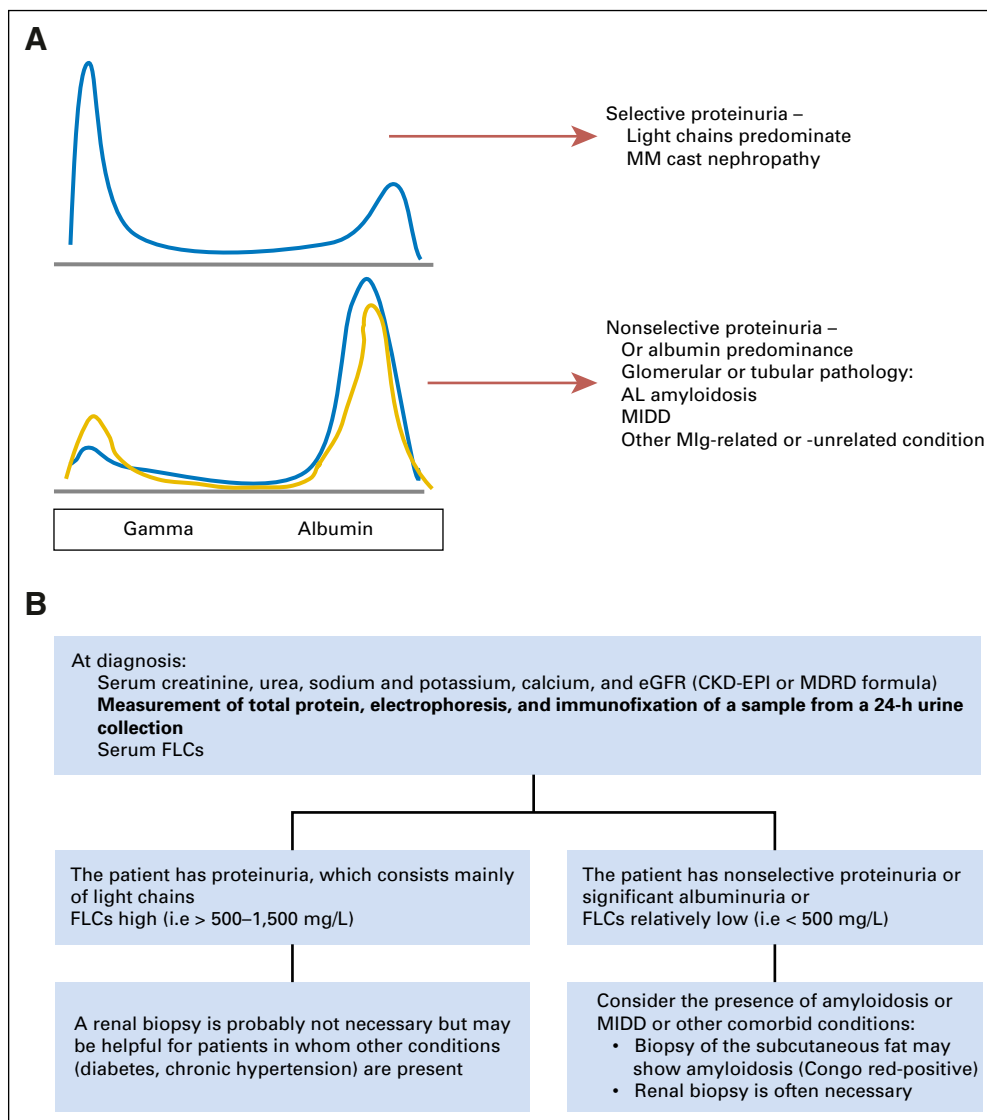 A
Selective proteinuria –
Light chains predominate
MM cast nephropathy
Nonselective proteinuria –
Or albumin predominance
Glomerular or tubular pathology:
AL amyloidosis
MIDD
Other MIg-related or -unrelated condition
Gamma Albumin
B
At diagnosis:
Serum creatinine, urea, sodium and potassium, calcium, and eGFR (CKD-EPI or MDRD formula)
Measurement of total protein, electrophoresis, and immunofixation of a sample from a 24-h urine
collection
Serum FLCs
The patient has proteinuria, which consists mainly
of light chains
FLCs high (i.e > 500–1,500 mg/L)
The patient has nonselective proteinuria or
significant albuminuria or
FLCs relatively low (i.e < 500 mg/L)
A renal biopsy is probably not necessary but may
be helpful for patients in whom other conditions
(diabetes, chronic hypertension) are present
Consider the presence of amyloidosis or
MIDD or other comorbid conditions:
• Biopsy of the subcutaneous fat may
show amyloidosis (Congo red-positive)
• Renal biopsy is often necessary